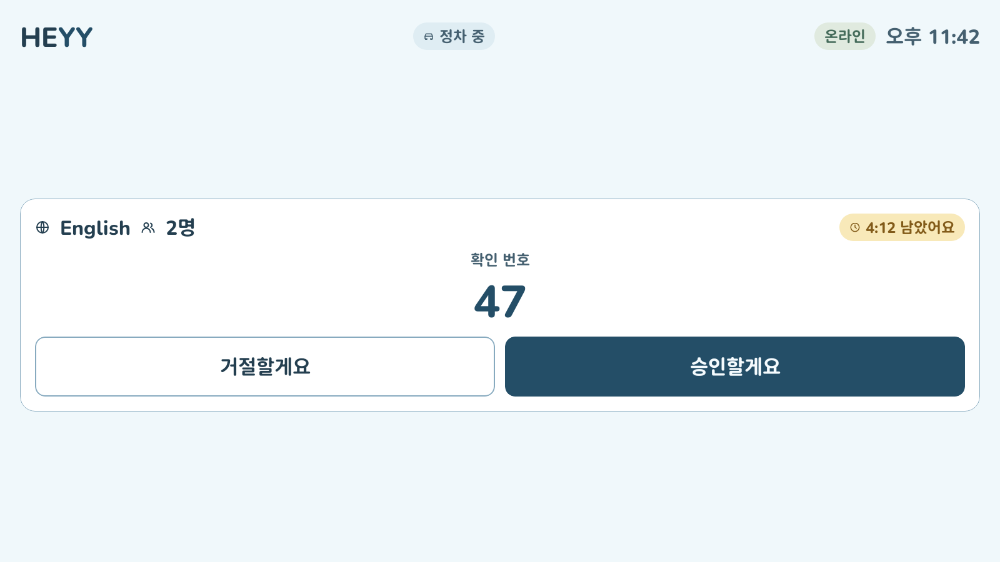 HEYY
정차 중
온라인 오후 11:42
English 2명
4:12 남았어요
확인 번호
47
거절할게요
승인할게요